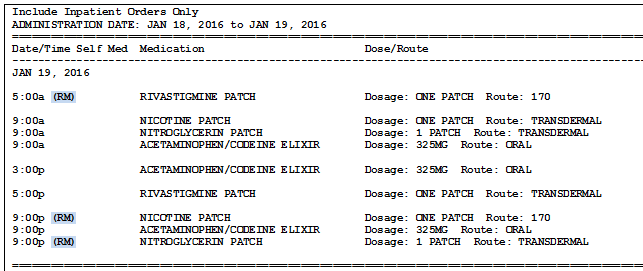 Include Inpatient Orders Only
ADMINISTRATION DATE: JAN 18, 2016 to JAN 19, 2016
Date/Time Self Med Medication Dose/Route
JAN 19, 2016
5:00a (RM) RIVASTIGMINE PATCH Dosage: ONE PATCH Route: 170
9:00a NICOTINE PATCH Dosage: ONE PATCH Route: TRANSDERMAL
9:00a NITROGLYCERIN PATCH Dosage: 1 PATCH Route: TRANSDERMAL
9:00a ACETAMINOPHEN/CODEINE ELIXIR Dosage: 325MG Route: ORAL
3:00p ACETAMINOPHEN/CODEINE ELIXIR Dosage: 325MG Route: ORAL
5:00p RIVASTIGMINE PATCH Dosage: ONE PATCH Route: TRANSDERMAL
9:00p (RM) NICOTINE PATCH Dosage: ONE PATCH Route: 170
9:00p ACETAMINOPHEN/CODEINE ELIXIR Dosage: 325MG Route: ORAL
9:00p (RM) NITROGLYCERIN PATCH Dosage: 1 PATCH Route: TRANSDERMAL